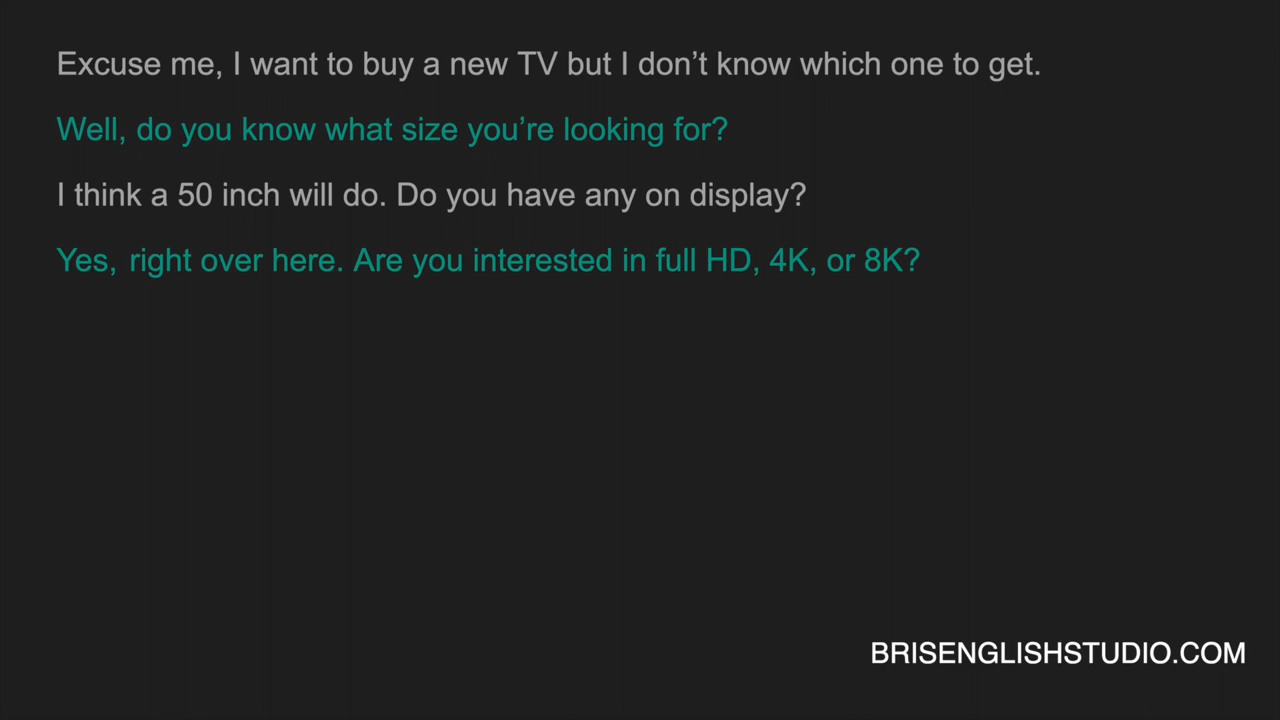 Excuse me, I want to buy a new TV but I don’t know which one to get.
Well, do you know what size you’re looking for?
I think a 50 inch will do. Do you have any on display?
Yes, right over here. Are you interested in full HD, 4K, or 8K?
BRISENGLISHSTUDIO.COM